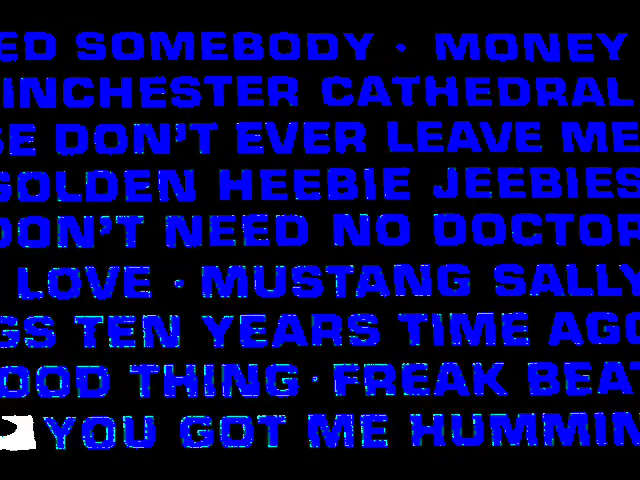 ED SOMEBODY · MONEY
INCHESTER CATHEDRAL
SE DON'T EVER LEAVE ME
GOLDEN HEEBIE JEEBIES
DON'T NEED NO DOCTOR
LOVE · MUSTANG SALLY
GS TEN YEARS TIME AGO
OOD THING · FREAK BEAT
YOU GOT ME HUMMIN